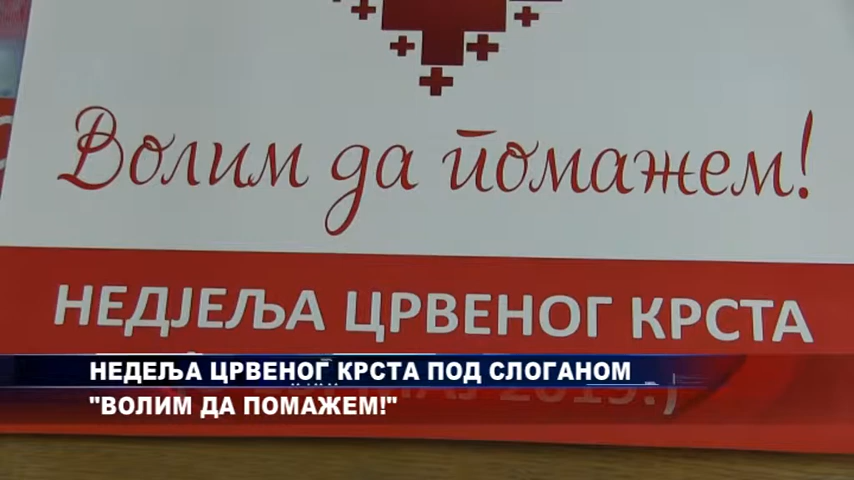 Волим да помажем!
НЕДЈЕЉА ЦРВЕНОГ КРСТА
НЕДЕЉА ЦРВЕНОГ КРСТА ПОД СЛОГАНОМ
"ВОЛИМ ДА ПОМАЖЕМ!"